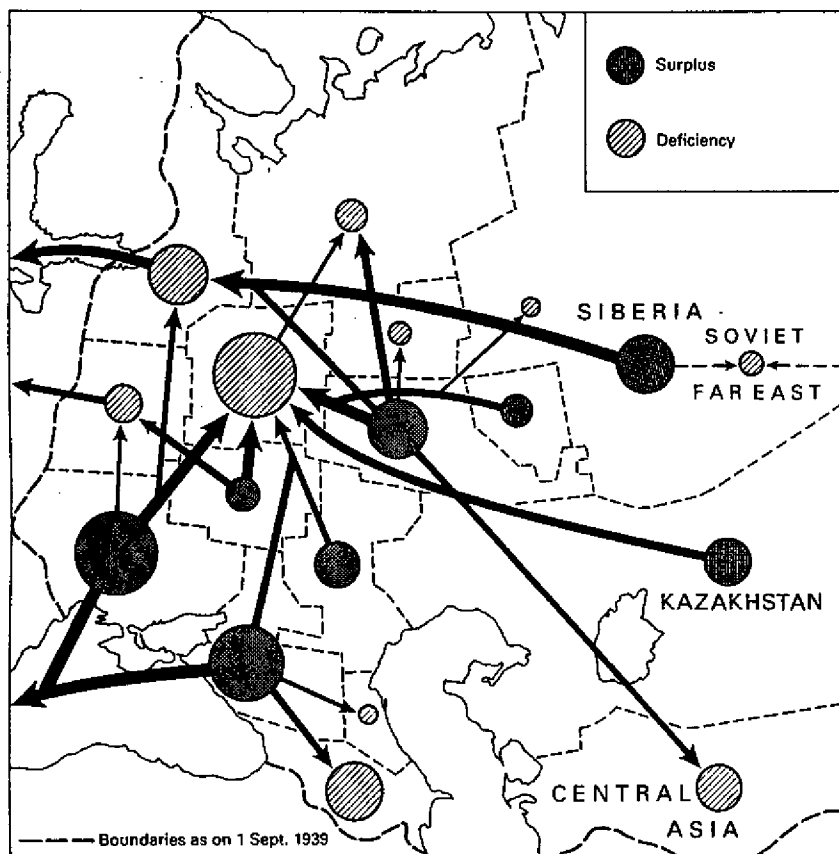 Surplus
Deficiency
SIBERIA
SOVIET
FAR EAST
KAZAKHSTAN
CENTRAL
ASIA
Boundaries as on 1 Sept. 1939